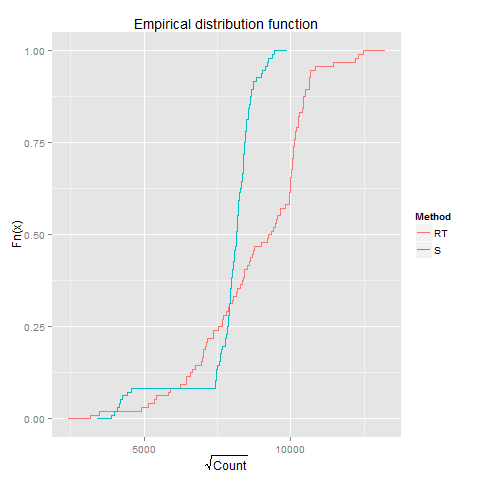 Empirical distribution function
1.00
0.75
0.50
0.25
0.00
Fn(x)
5000
10000
√Count
Method
RT
S